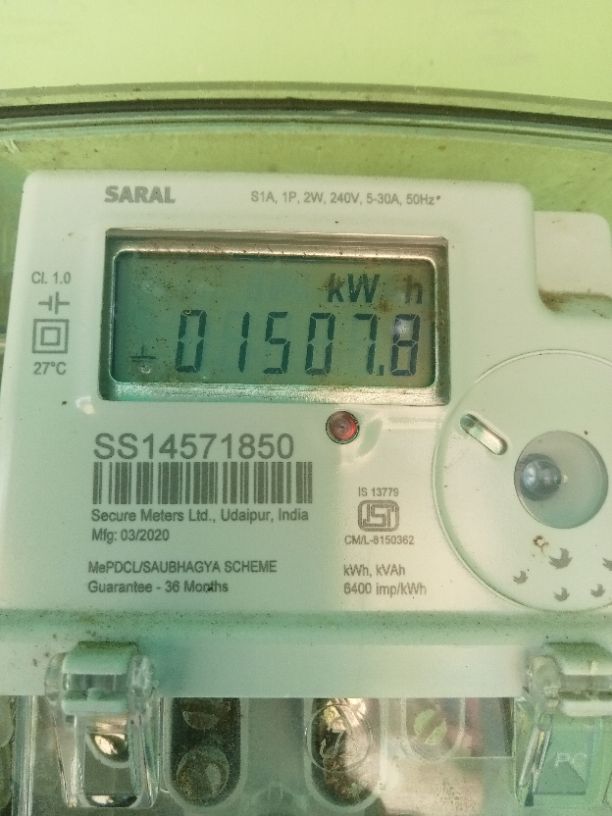 SARAL
S1A, 1P, 2W, 240V, 5-30A, 50Hz*
Cl. 1.0
27°C
kW h
01507.8
SS14571850
Secure Meters Ltd., Udaipur, India
Mfg: 03/2020
IS 13779
ISI
CM/L-8150362
MePDCL/SAUBHAGYA SCHEME
Guarantee - 36 Months
kWh, kVAh
6400 imp/kWh
PC